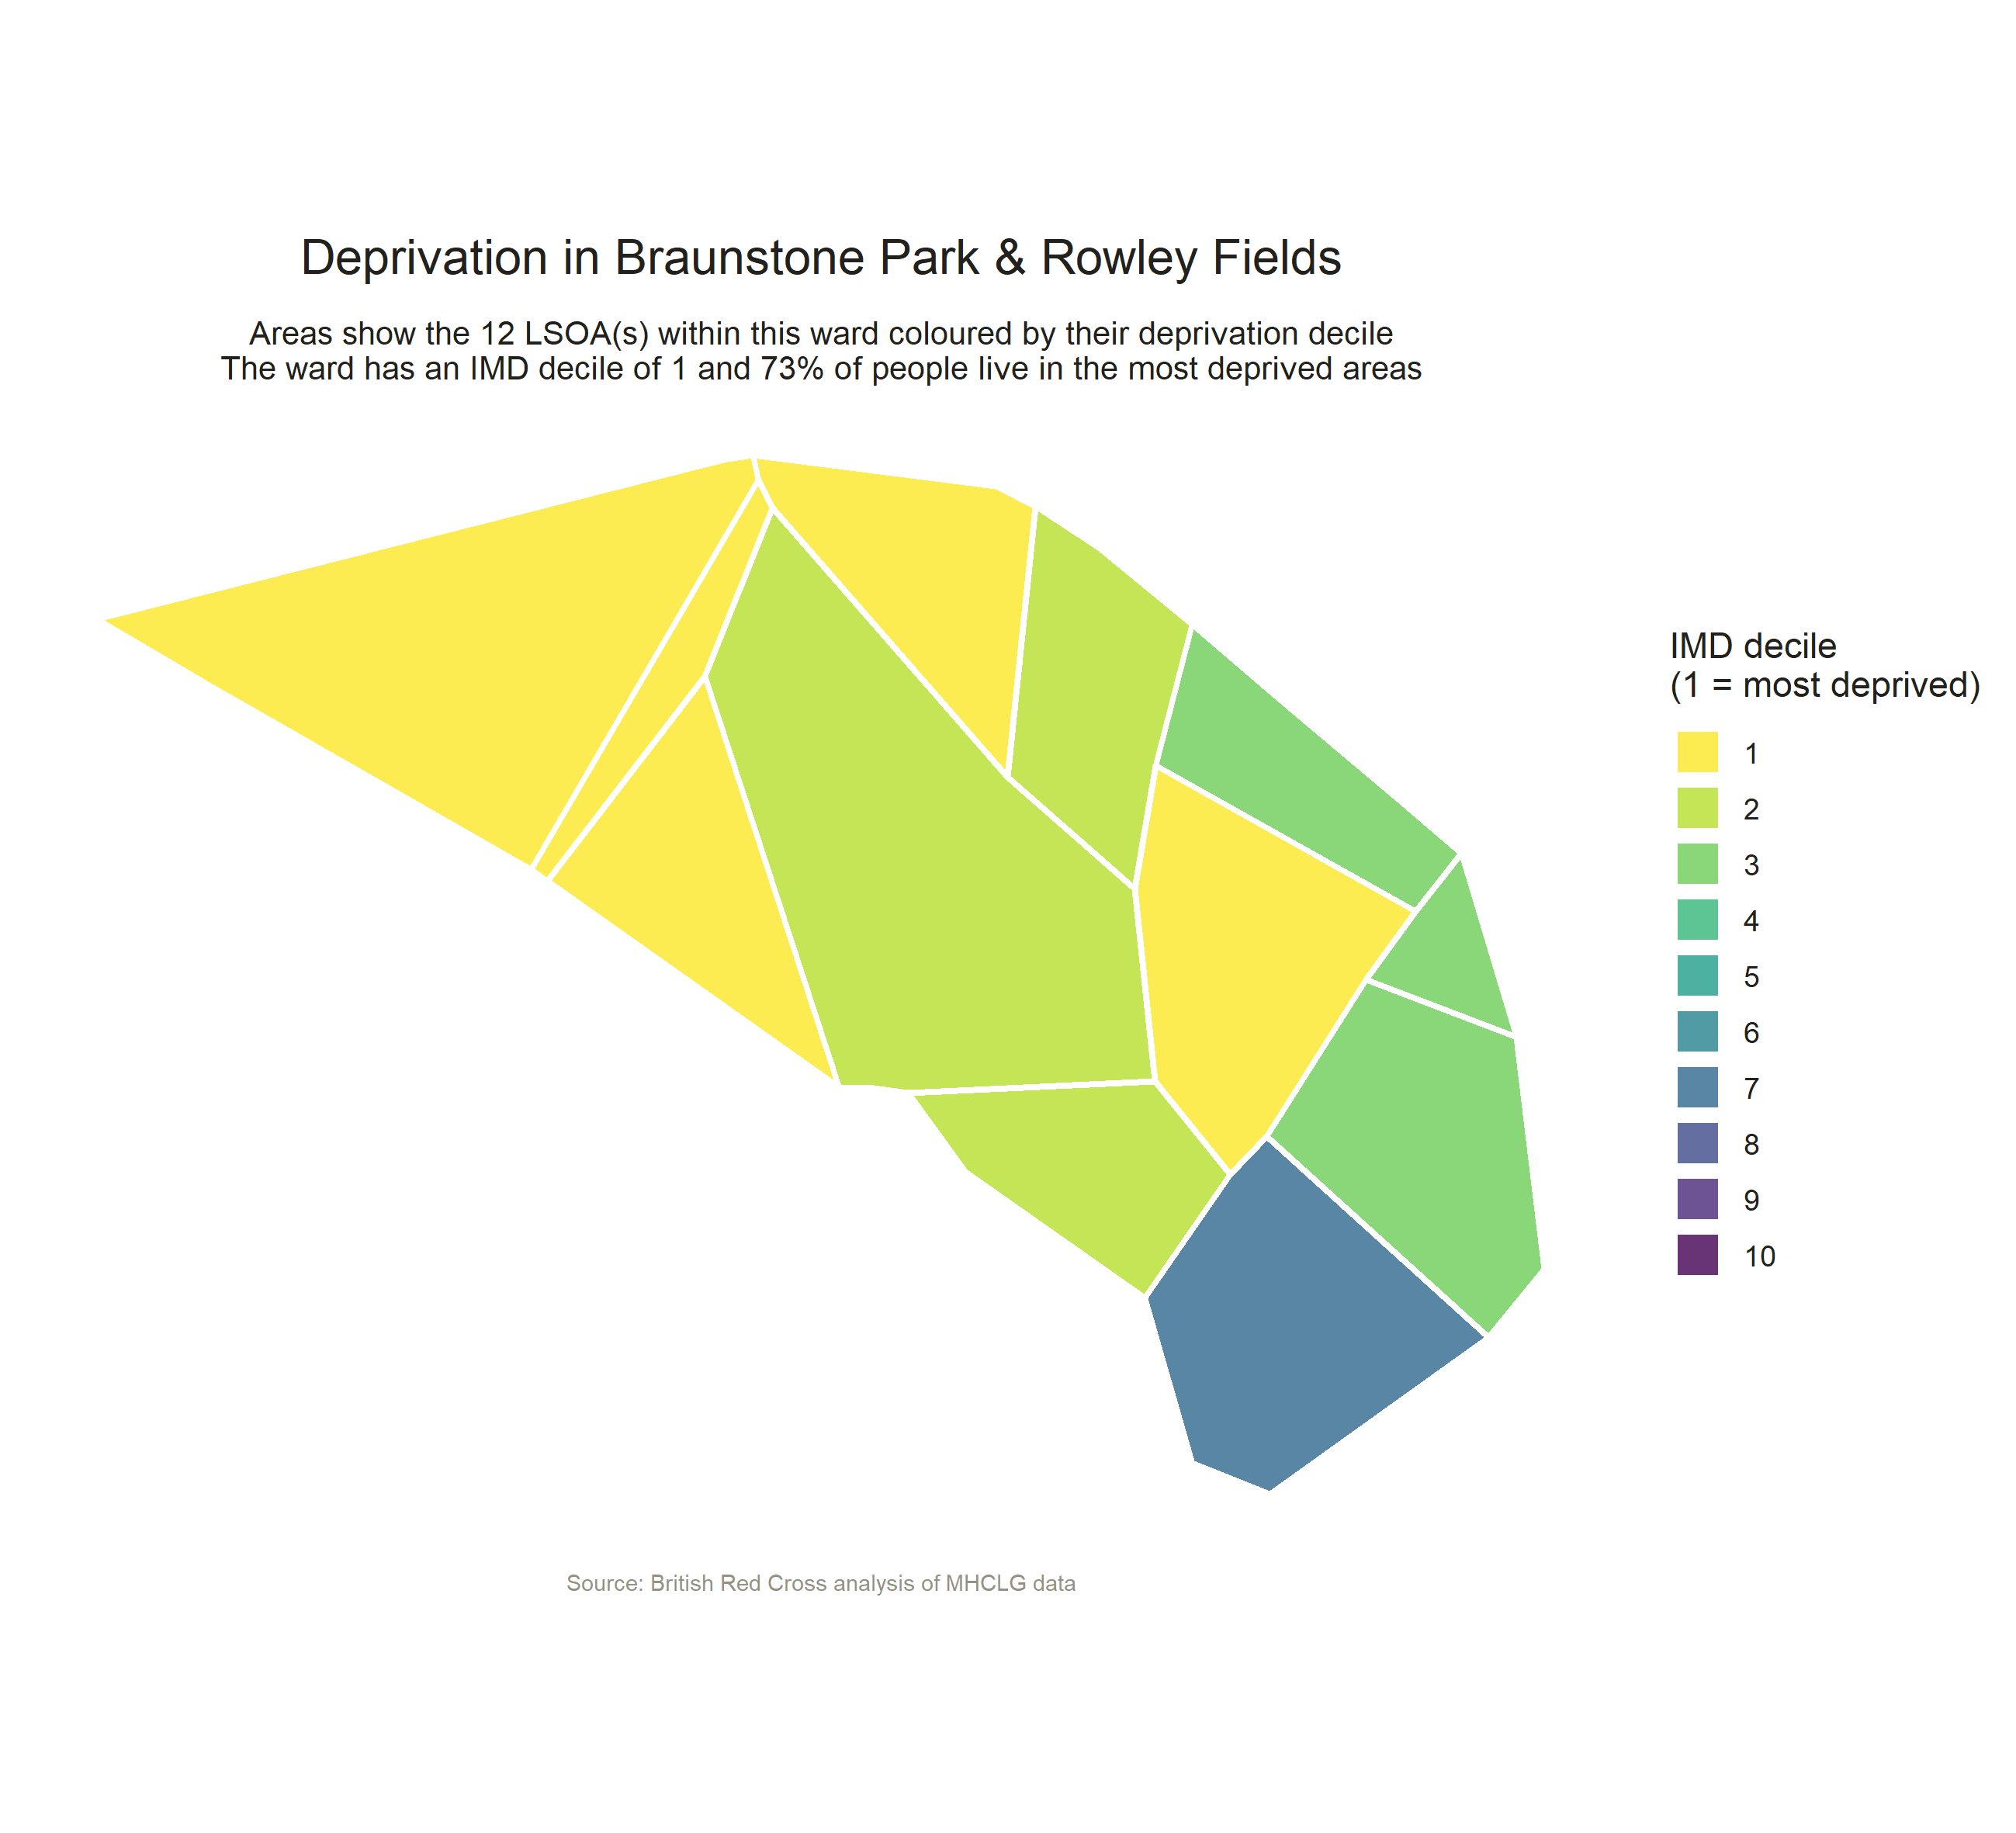 Deprivation in Braunstone Park & Rowley Fields
Areas show the 12 LSOA(s) within this ward coloured by their deprivation decile
The ward has an IMD decile of 1 and 73% of people live in the most deprived areas
IMD decile
(1 = most deprived)
1
2
3
4
5
6
7
8
9
10
Source: British Red Cross analysis of MHCLG data